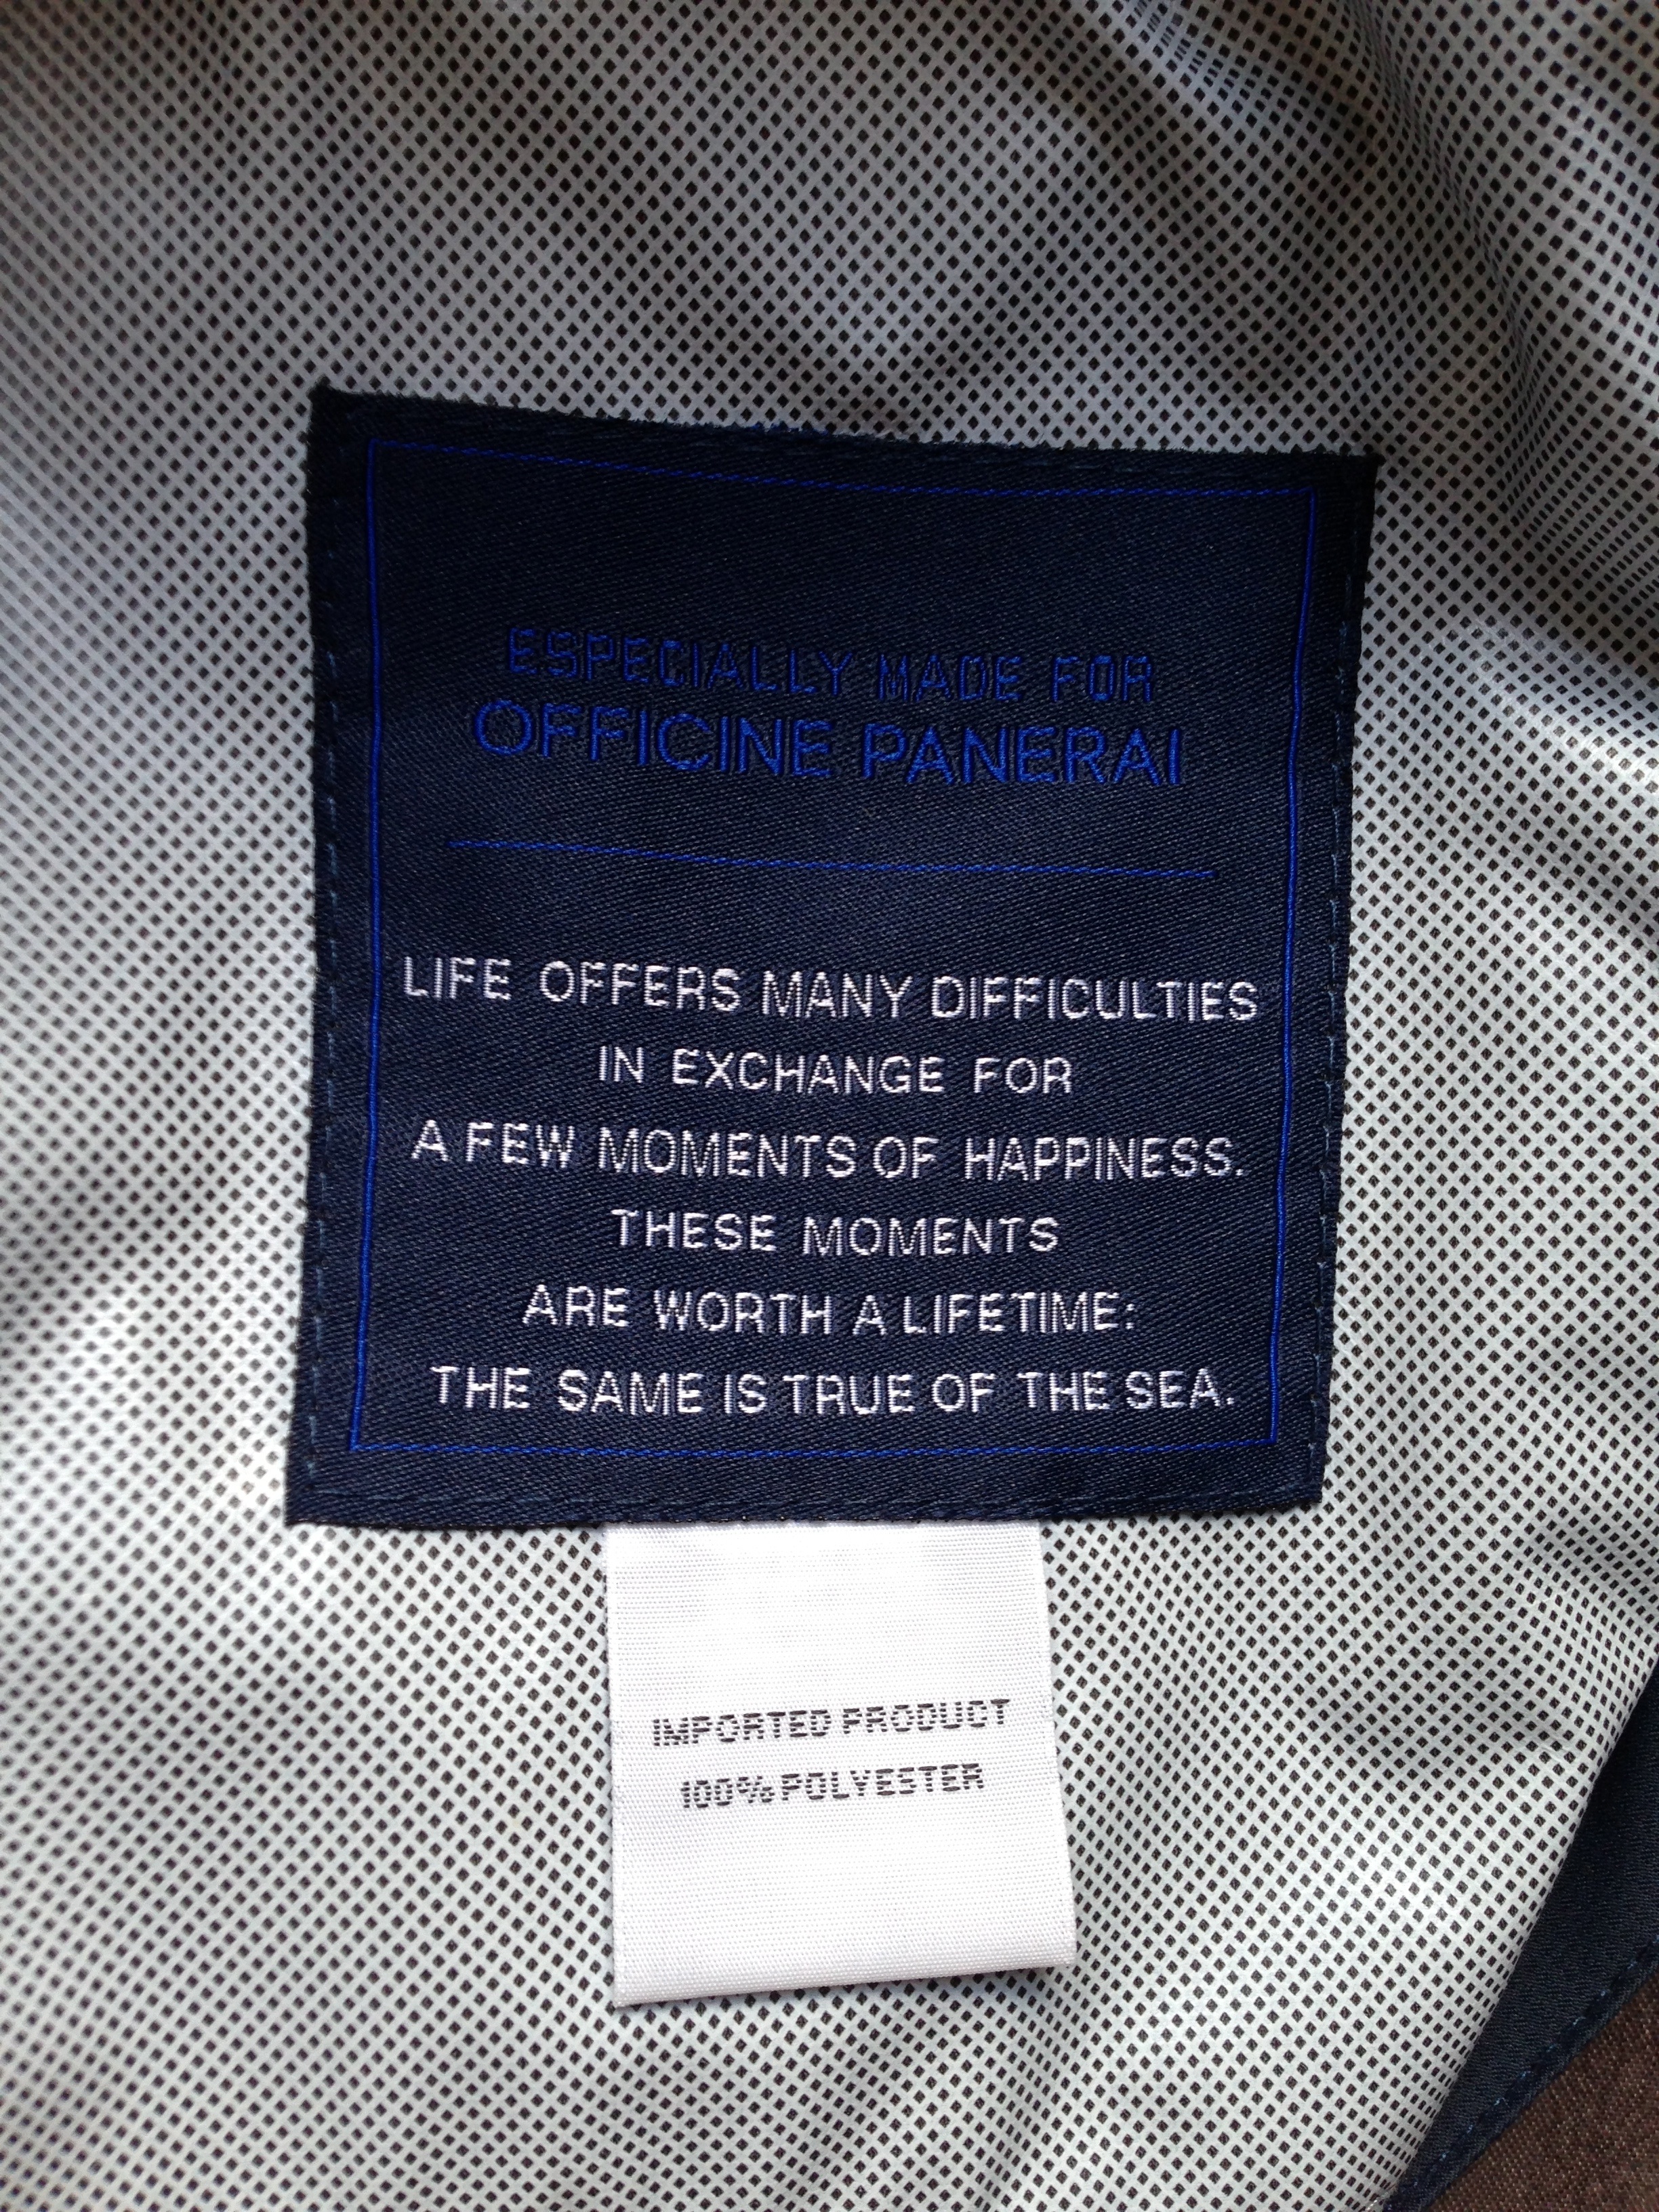 ESPECIALLY MADE FOR
OFFICINE PANERAI
LIFE OFFERS MANY DIFFICULTIES
IN EXCHANGE FOR
A FEW MOMENTS OF HAPPINESS.
THESE MOMENTS
ARE WORTH A LIFETIME:
THE SAME IS TRUE OF THE SEA.
IMPORTED PRODUCT
100% POLYESTER